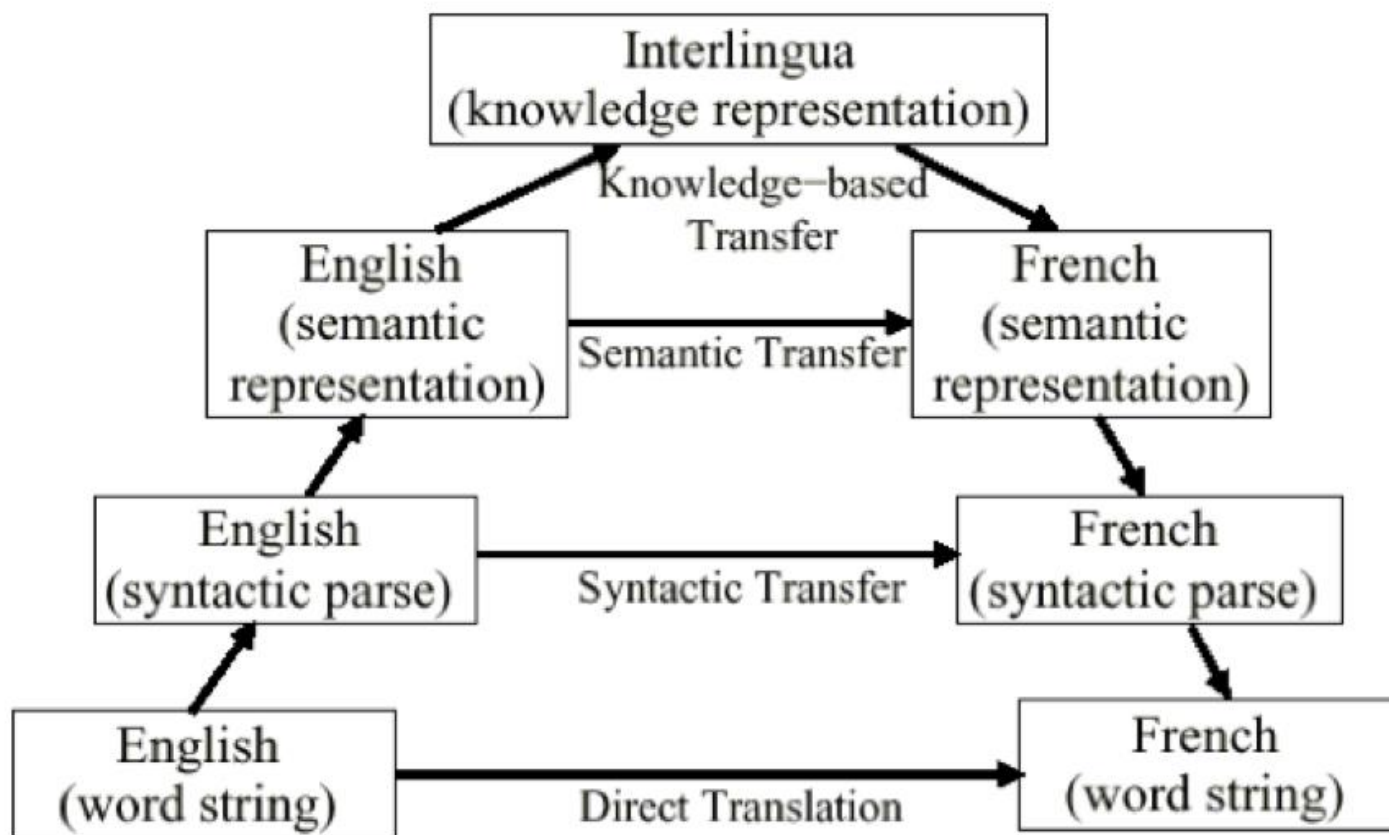 Interlingua
(knowledge representation)
Knowledge-based
Transfer
English
(semantic
representation)
Semantic Transfer
French
(semantic
representation)
English
(syntactic parse)
Syntactic Transfer
French
(syntactic parse)
English
(word string)
Direct Translation
French
(word string)